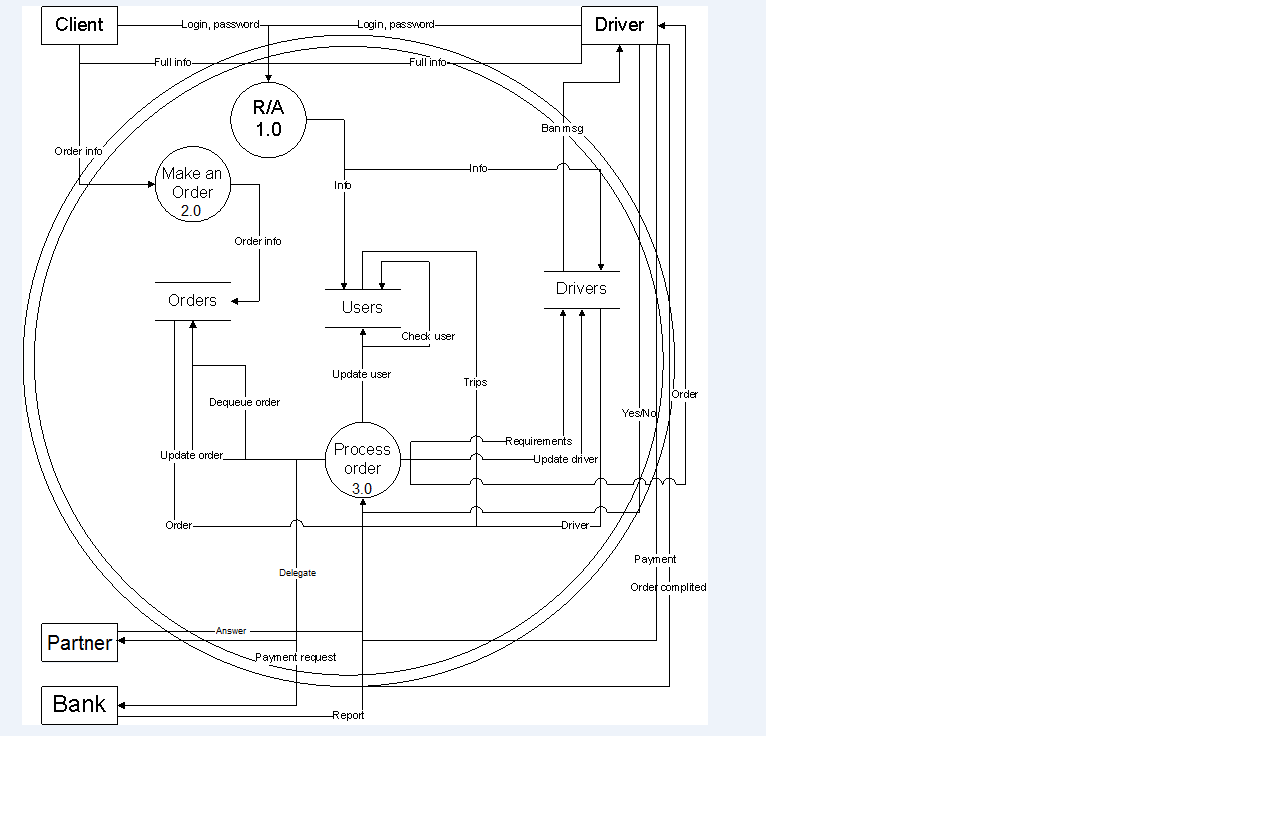 Client
Login, password
Login, password
Driver
Full info
Full info
R/A
1.0
Ban msg
Order info
Make an
Order
2.0
Info
Info
Order info
Orders
Users
Drivers
Check user
Update user
Trips
Order
Dequeue order
Yes/No
Update order
Process
order
3.0
Requirements
Update driver
Order
Driver
Payment
Delegate
Order complited
Answer
Partner
Payment request
Bank
Report